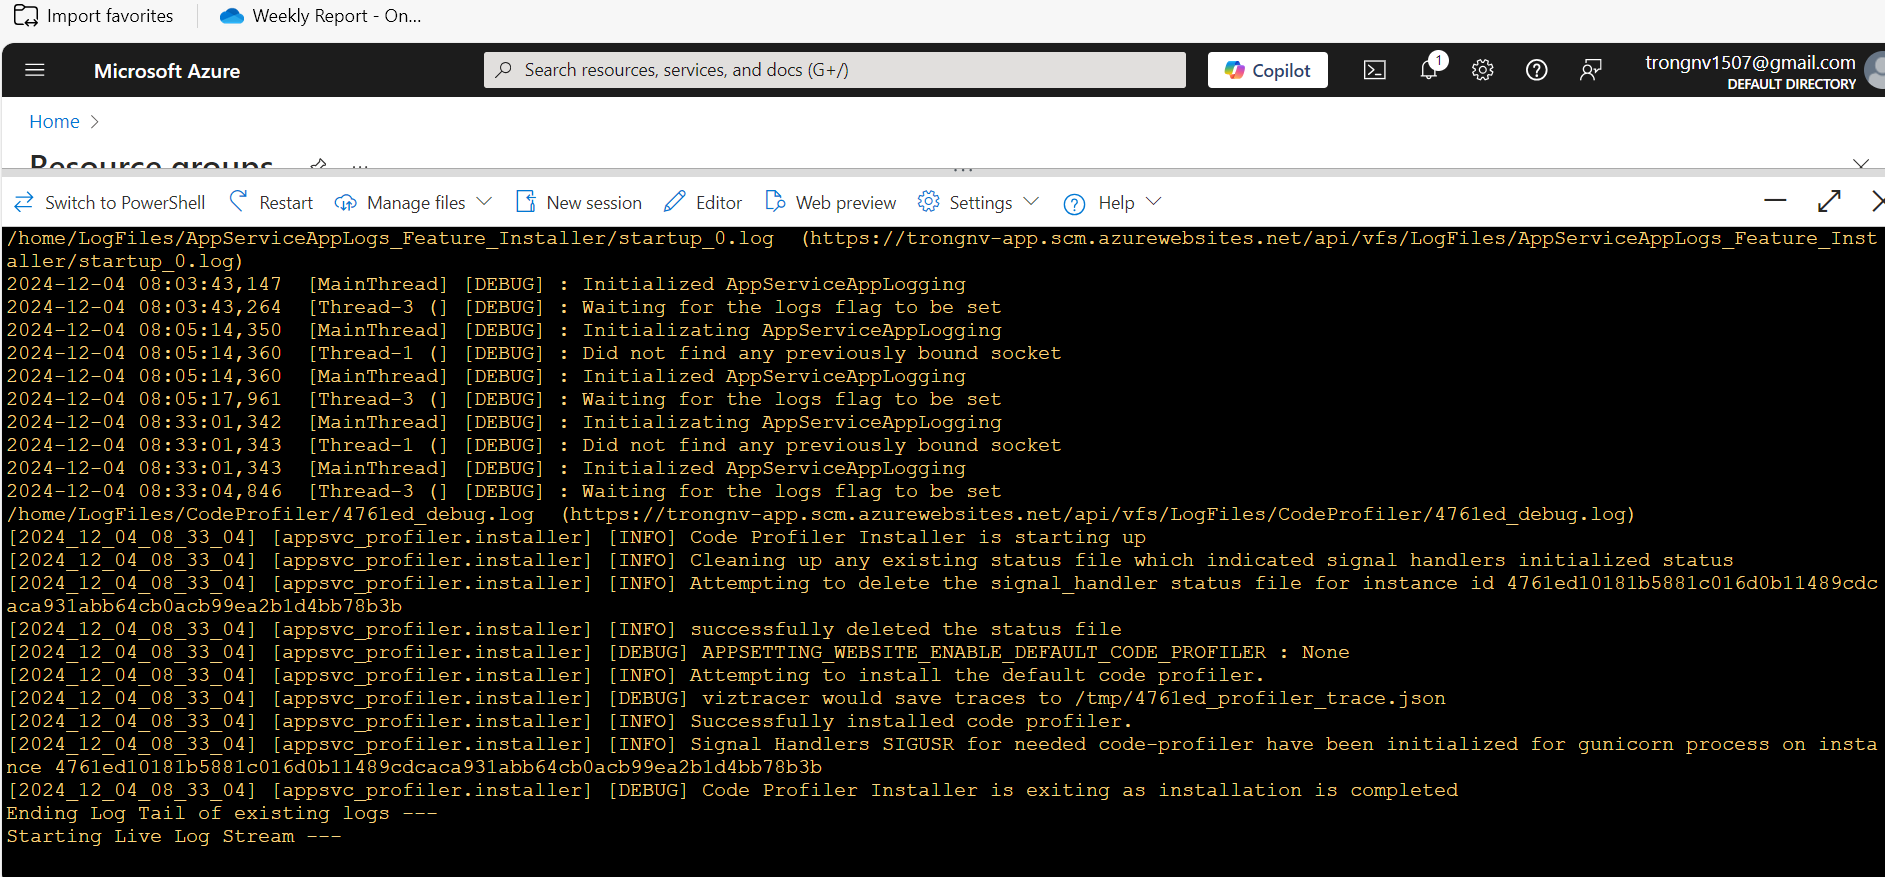 Import favorites
Weekly Report - On...
Microsoft Azure
Search resources, services, and docs (G+/)
Copilot
1
trongnv1507@gmail.com
DEFAULT DIRECTORY
Home >
Resource groups
...
Switch to PowerShell
Restart
Manage files
New session
Editor
Web preview
Settings
Help
/home/LogFiles/AppServiceAppLogs_Feature_Installer/startup_0.log  (https://trongnv-app.scm.azurewebsites.net/api/vfs/LogFiles/AppServiceAppLogs_Feature_Inst
aller/startup_0.log)
2024-12-04 08:03:43,147  [MainThread] [DEBUG] : Initialized AppServiceAppLogging
2024-12-04 08:03:43,264  [Thread-3 (] [DEBUG] : Waiting for the logs flag to be set
2024-12-04 08:05:14,350  [MainThread] [DEBUG] : Initializating AppServiceAppLogging
2024-12-04 08:05:14,360  [Thread-1 (] [DEBUG] : Did not find any previously bound socket
2024-12-04 08:05:14,360  [MainThread] [DEBUG] : Initialized AppServiceAppLogging
2024-12-04 08:05:17,961  [Thread-3 (] [DEBUG] : Waiting for the logs flag to be set
2024-12-04 08:33:01,342  [MainThread] [DEBUG] : Initializating AppServiceAppLogging
2024-12-04 08:33:01,343  [Thread-1 (] [DEBUG] : Did not find any previously bound socket
2024-12-04 08:33:01,343  [MainThread] [DEBUG] : Initialized AppServiceAppLogging
2024-12-04 08:33:04,846  [Thread-3 (] [DEBUG] : Waiting for the logs flag to be set
/home/LogFiles/CodeProfiler/4761ed_debug.log  (https://trongnv-app.scm.azurewebsites.net/api/vfs/LogFiles/CodeProfiler/4761ed_debug.log)
[2024_12_04_08_33_04] [appsvc_profiler.installer] [INFO] Code Profiler Installer is starting up
[2024_12_04_08_33_04] [appsvc_profiler.installer] [INFO] Cleaning up any existing status file which indicated signal handlers initialized status
[2024_12_04_08_33_04] [appsvc_profiler.installer] [INFO] Attempting to delete the signal_handler status file for instance id 4761ed10181b5881c016d0b11489cdc
aca931abb64cb0acb99ea2b1d4bb78b3b
[2024_12_04_08_33_04] [appsvc_profiler.installer] [INFO] successfully deleted the status file
[2024_12_04_08_33_04] [appsvc_profiler.installer] [DEBUG] APPSETTING_WEBSITE_ENABLE_DEFAULT_CODE_PROFILER : None
[2024_12_04_08_33_04] [appsvc_profiler.installer] [INFO] Attempting to install the default code profiler.
[2024_12_04_08_33_04] [appsvc_profiler.installer] [DEBUG] viztracer would save traces to /tmp/4761ed_profiler_trace.json
[2024_12_04_08_33_04] [appsvc_profiler.installer] [INFO] Successfully installed code profiler.
[2024_12_04_08_33_04] [appsvc_profiler.installer] [INFO] Signal Handlers SIGUSR for needed code-profiler have been initialized for gunicorn process on insta
nce 4761ed10181b5881c016d0b11489cdcaca931abb64cb0acb99ea2b1d4bb78b3b
[2024_12_04_08_33_04] [appsvc_profiler.installer] [DEBUG] Code Profiler Installer is exiting as installation is completed
Ending Log Tail of existing logs ---
Starting Live Log Stream ---